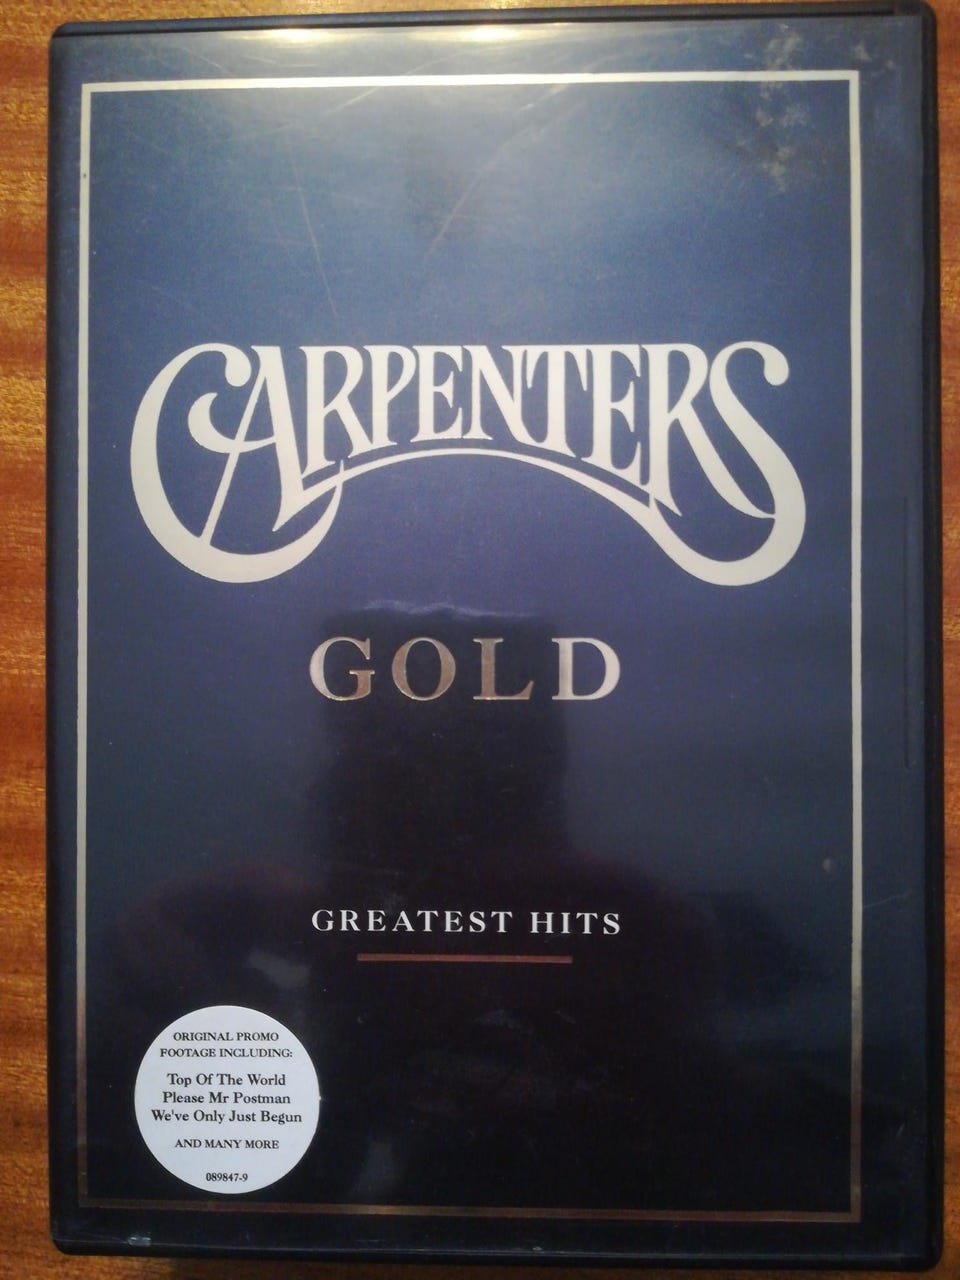 CARPENTERS
GOLD
GREATEST HITS
ORIGINAL PROMO
FOOTAGE INCLUDING:
Top Of The World
Please Mr Postman
We've Only Just Begun
AND MANY MORE
089847-9